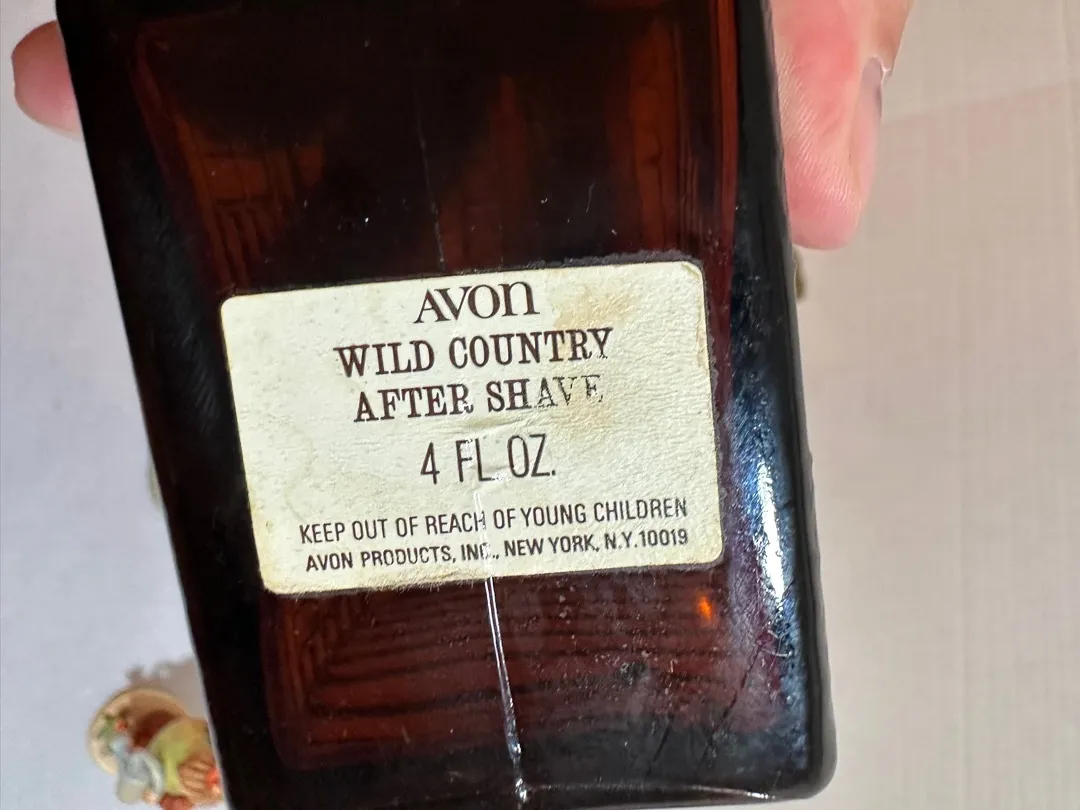 AVON
WILD COUNTRY
AFTER SHAVE
4 FL. OZ.
KEEP OUT OF REACH OF YOUNG CHILDREN
AVON PRODUCTS, INC., NEW YORK, N.Y. 10019